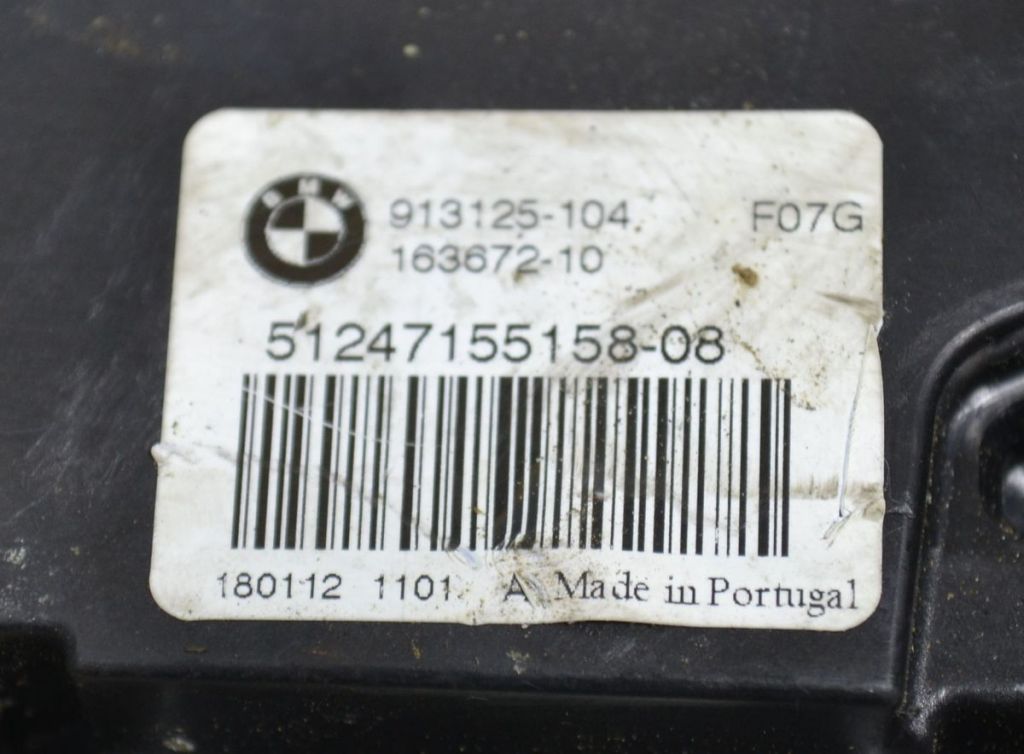 BMW
913125-104 F07G
163672-10
51247155158-08
180112 1101 A Made in Portugal